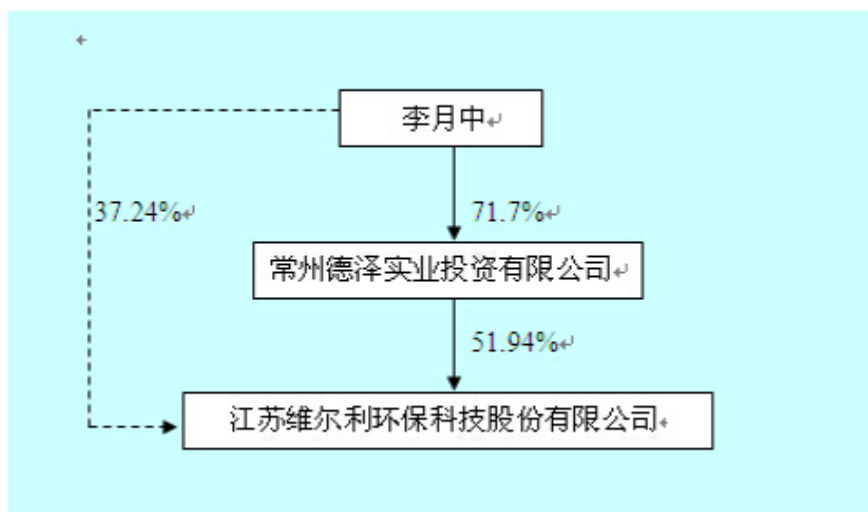 李月中
37.24%
71.7%
常州德泽实业投资有限公司
51.94%
江苏维尔利环保科技股份有限公司